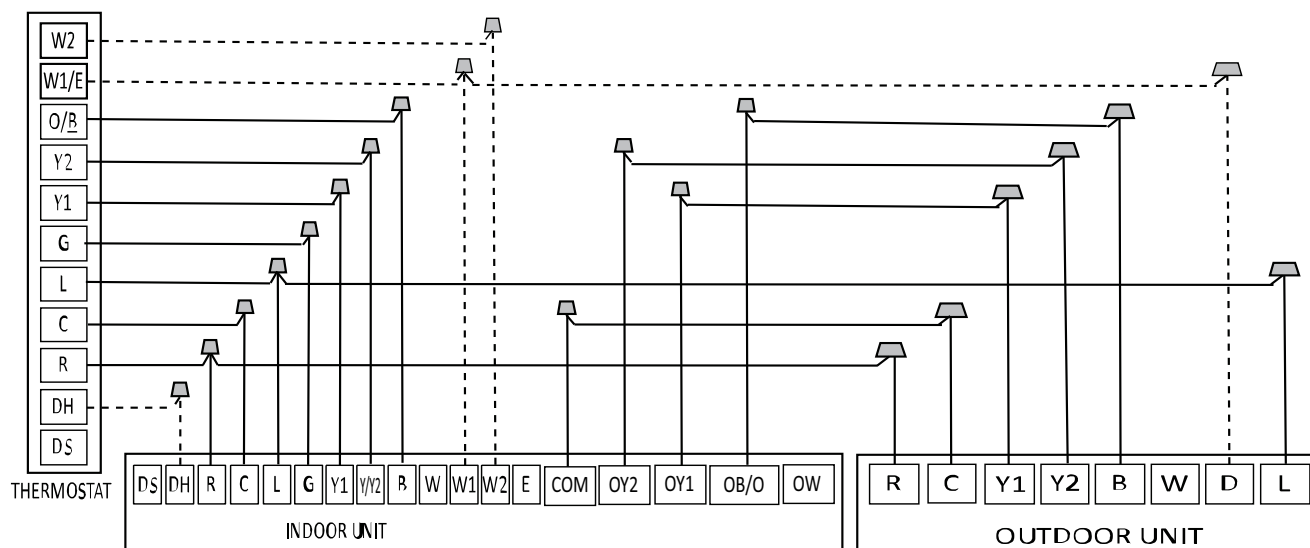 W2
W1/E
O/B
Y2
Y1
G
L
C
R
DH
DS
THERMOSTAT
DS DH R C L G Y1 Y/Y2 B W W1 W2 E COM OY2 OY1 OB/O OW
INDOOR UNIT
R C Y1 Y2 B W D L
OUTDOOR UNIT